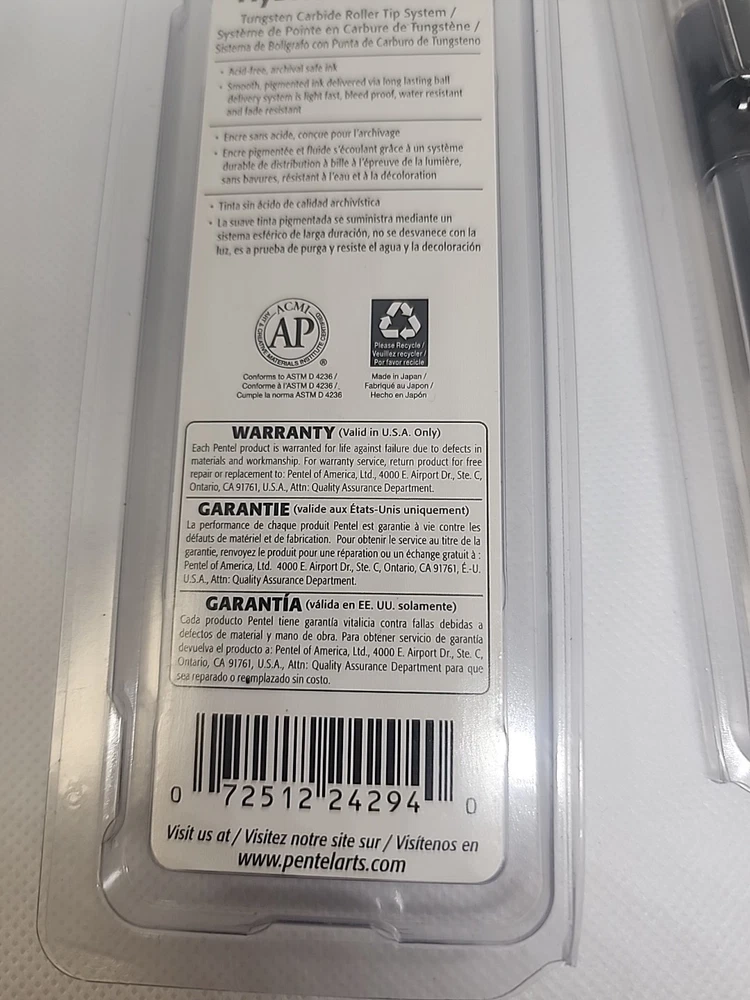 Tungsten Carbide Roller Tip System /
Système de Pointe en Carbure de Tungstène /
Sistema de Bolígrafo con Punta de Carburo de Tungsteno
• Acid-free, archival safe ink
• Smooth, pigmented ink delivered via long lasting ball
delivery system is light fast, bleed proof, water resistant
and fade resistant
• Encre sans acide, conçue pour l'archivage
• Encre pigmentée et fluide s'écoulant grâce à un système
durable de distribution à bille à l'épreuve de la lumière,
sans bavures, résistant à l'eau et à la décoloration
• Tinta sin ácido de calidad archivística
• La suave tinta pigmentada se suministra mediante un
sistema esférico de larga duración, no se desvanece con la
luz, es a prueba de purga y resiste el agua y la decoloración
ACMI
AP
ART & CREATIVE MATERIALS INSTITUTE CERTIFIED
®
Conforms to ASTM D 4236 /
Conforme à l'ASTM D 4236 /
Cumple la norma ASTM D 4236
Please Recycle /
Veuillez recycler /
Por favor recicle
Made in Japan /
Fabriqué au Japon /
Hecho en Japón
WARRANTY (Valid in U.S.A. Only)
Each Pentel product is warranted for life against failure due to defects in
materials and workmanship. For warranty service, return product for free
repair or replacement to: Pentel of America, Ltd., 4000 E. Airport Dr., Ste. C,
Ontario, CA 91761, U.S.A., Attn: Quality Assurance Department.
GARANTIE (valide aux États-Unis uniquement)
La performance de chaque produit Pentel est garantie à vie contre les
défauts de matériel et de fabrication. Pour obtenir le service au titre de la
garantie, renvoyez le produit pour une réparation ou un échange gratuit à :
Pentel of America, Ltd. 4000 E. Airport Dr., Ste. C, Ontario, CA 91761, É.-U.
U.S.A., Attn: Quality Assurance Department.
GARANTÍA (válida en EE. UU. solamente)
Cada producto Pentel tiene garantía vitalicia contra fallas debidas a
defectos de material y mano de obra. Para obtener servicio de garantía
devuelva el producto a: Pentel of America, Ltd., 4000 E. Airport Dr., Ste. C,
Ontario, CA 91761, U.S.A., Attn: Quality Assurance Department para que
sea reparado o reemplazado sin costo.
0 72512 24294 0
Visit us at / Visitez notre site sur / Visítenos en
www.pentelarts.com